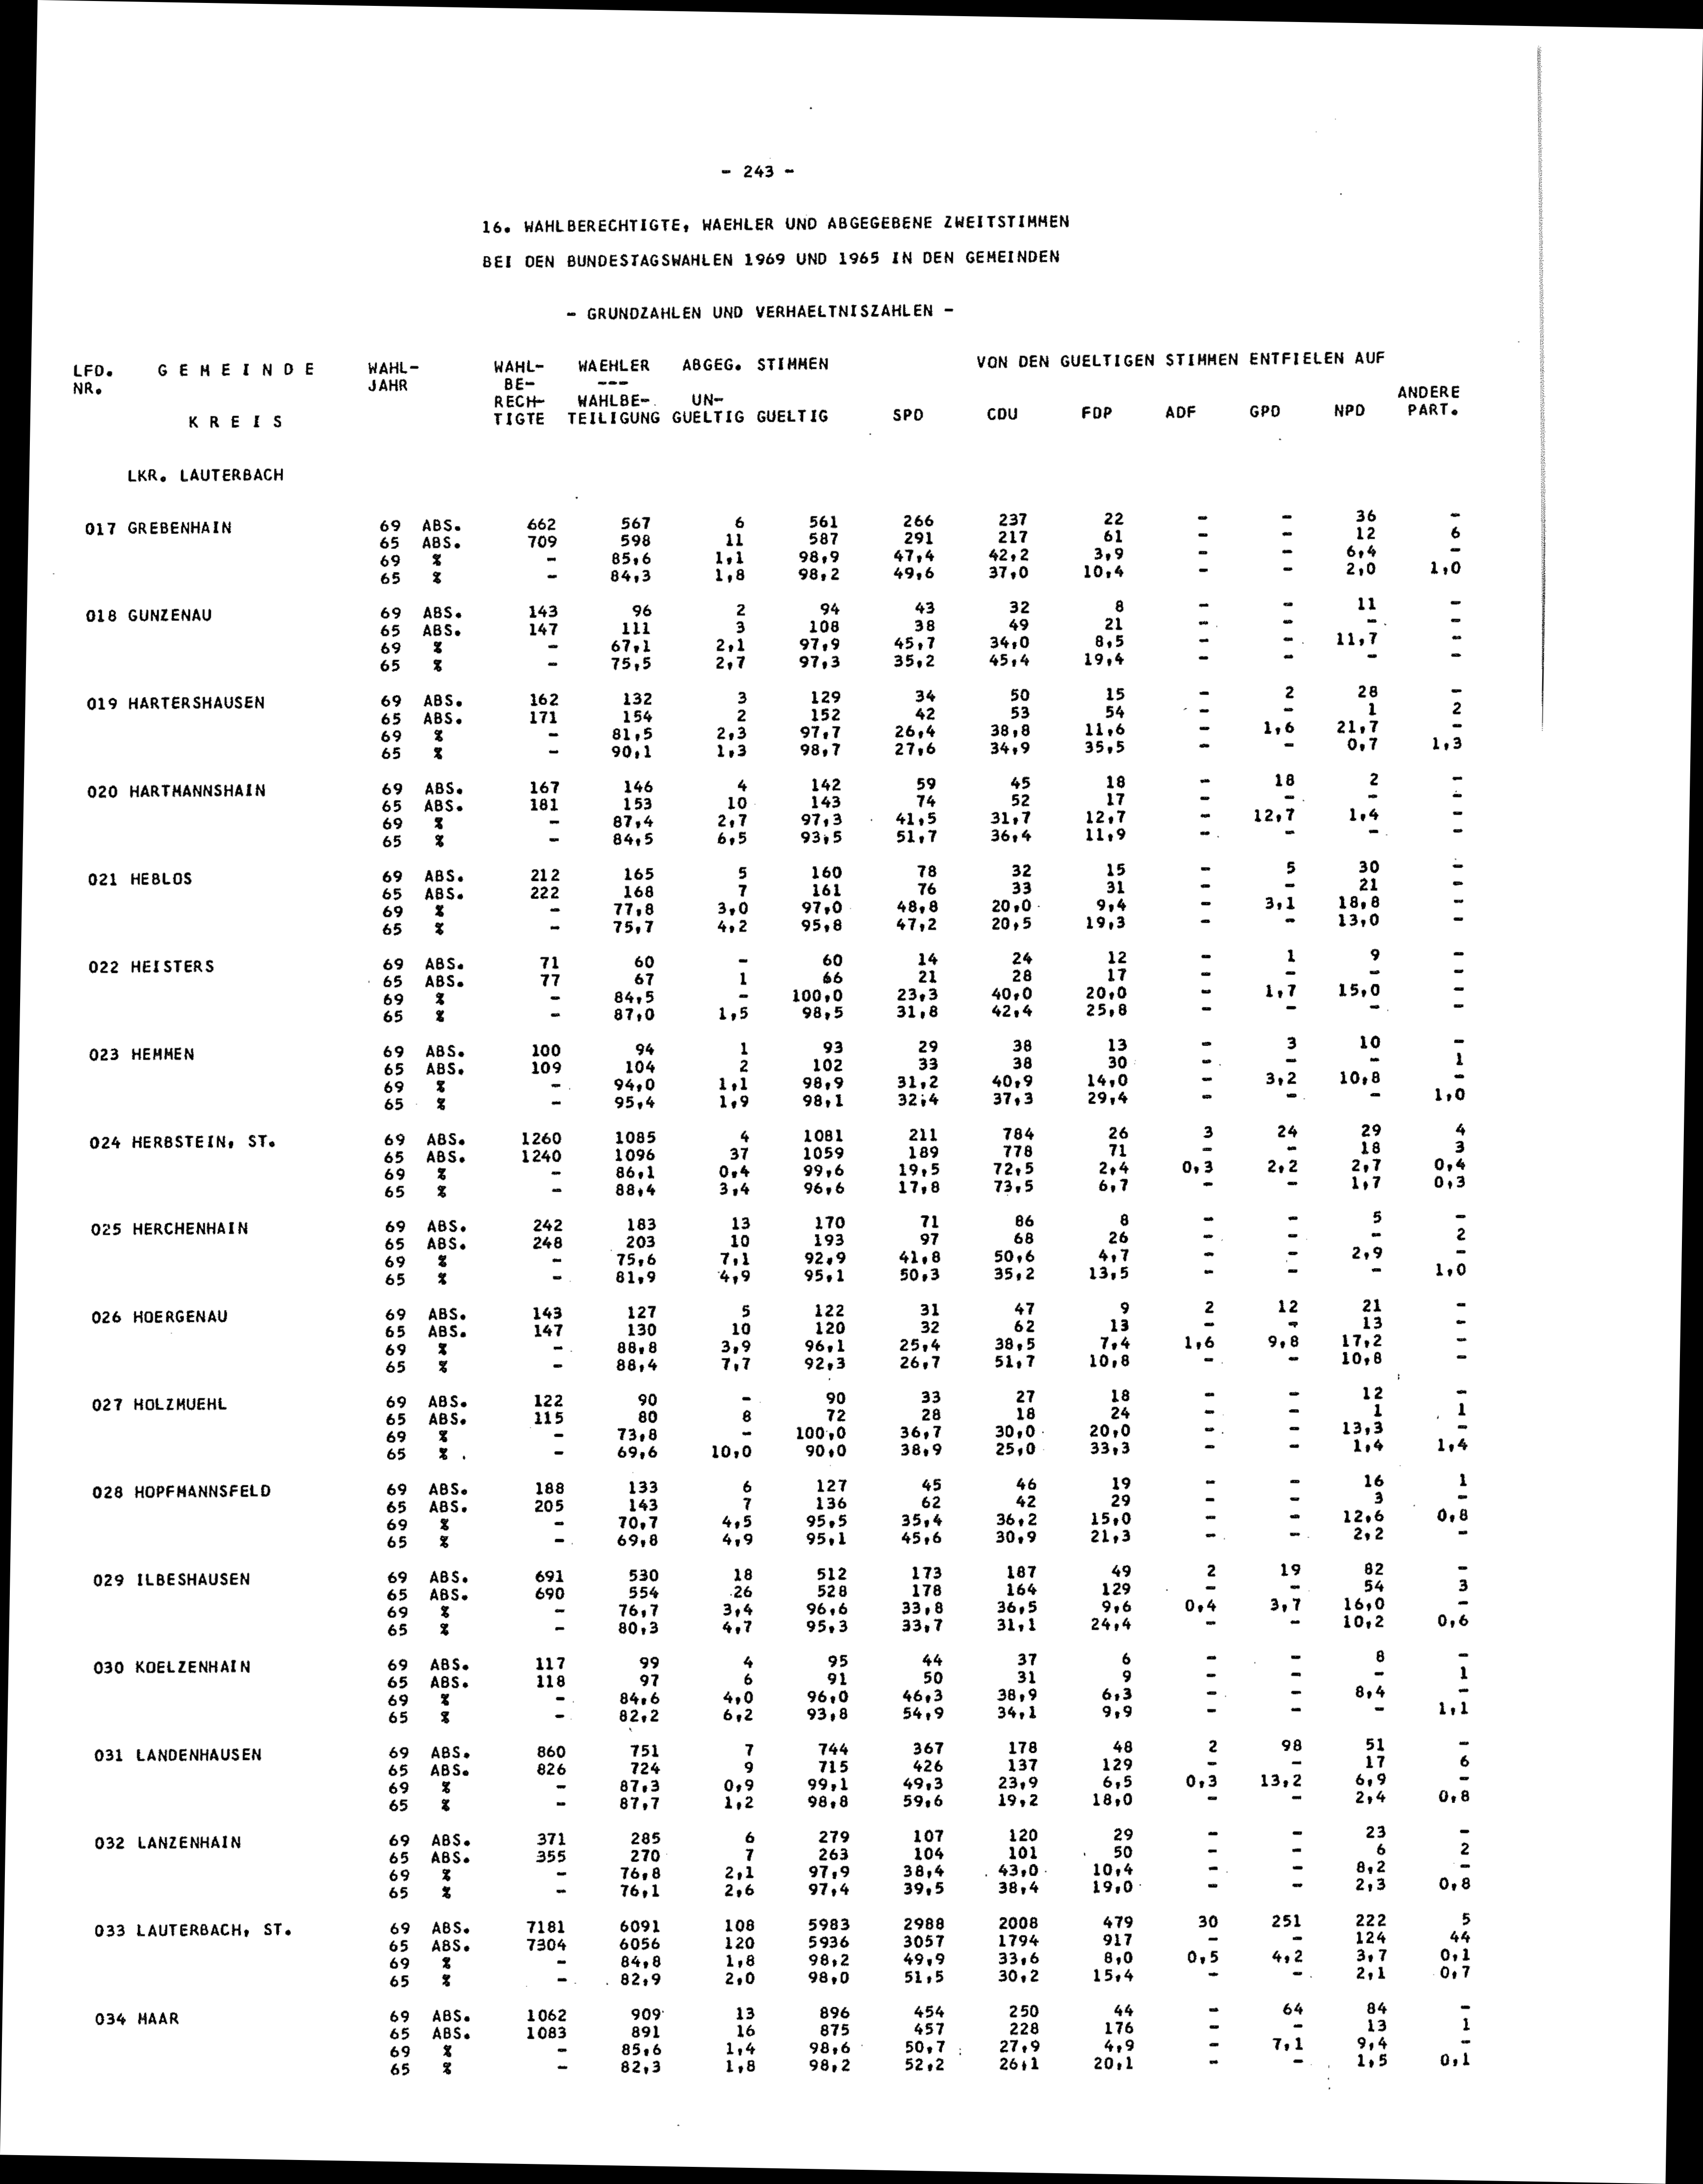 - 243 -
16. WAHLBERECHTIGTE, WAEHLER UND ABGEGEBENE ZWEITSTIMMEN
BEI DEN BUNDESTAGSWAHLEN 1969 UND 1965 IN DEN GEMEINDEN
- GRUNDZAHLEN UND VERHAELTNISZAHLEN -
LFD. G E M E I N D E WAHL- WAHL- WAEHLER ABGEG. STIMMEN VON DEN GUELTIGEN STIMMEN ENTFIELEN AUF
NR. JAHR BE- --- ANDERE
RECH- WAHLBE- UN-
K R E I S TIGTE TEILIGUNG GUELTIG GUELTIG SPD CDU FDP ADF GPD NPD PART.
LKR. LAUTERBACH
017 GREBENHAIN 69 ABS. 662 567 6 561 266 237 22 - - 36 -
65 ABS. 709 598 11 587 291 217 61 - - 12 6
69 % - 85,6 1,1 98,9 47,4 42,2 3,9 - - 6,4 -
65 % - 84,3 1,8 98,2 49,6 37,0 10,4 - - 2,0 1,0
018 GUNZENAU 69 ABS. 143 96 2 94 43 32 8 - - 11 -
65 ABS. 147 111 3 108 38 49 21 - - - -
69 % - 67,1 2,1 97,9 45,7 34,0 8,5 - - 11,7 -
65 % - 75,5 2,7 97,3 35,2 45,4 19,4 - - - -
019 HARTERSHAUSEN 69 ABS. 162 132 3 129 34 50 15 - 2 28 -
65 ABS. 171 154 2 152 42 53 54 - - 1 2
69 % - 81,5 2,3 97,7 26,4 38,8 11,6 - 1,6 21,7 -
65 % - 90,1 1,3 98,7 27,6 34,9 35,5 - - 0,7 1,3
020 HARTMANNSHAIN 69 ABS. 167 146 4 142 59 45 18 - 18 2 -
65 ABS. 181 153 10 143 74 52 17 - - - -
69 % - 87,4 2,7 97,3 41,5 31,7 12,7 - 12,7 1,4 -
65 % - 84,5 6,5 93,5 51,7 36,4 11,9 - - - -
021 HEBLOS 69 ABS. 212 165 5 160 78 32 15 - 5 30 -
65 ABS. 222 168 7 161 76 33 31 - - 21 -
69 % - 77,8 3,0 97,0 48,8 20,0 9,4 - 3,1 18,8 -
65 % - 75,7 4,2 95,8 47,2 20,5 19,3 - - 13,0 -
022 HEISTERS 69 ABS. 71 60 - 60 14 24 12 - 1 9 -
65 ABS. 77 67 1 66 21 28 17 - - - -
69 % - 84,5 - 100,0 23,3 40,0 20,0 - 1,7 15,0 -
65 % - 87,0 1,5 98,5 31,8 42,4 25,8 - - - -
023 HEMMEN 69 ABS. 100 94 1 93 29 38 13 - 3 10 -
65 ABS. 109 104 2 102 33 38 30 - - - 1
69 % - 94,0 1,1 98,9 31,2 40,9 14,0 - 3,2 10,8 -
65 % - 95,4 1,9 98,1 32,4 37,3 29,4 - - - 1,0
024 HERBSTEIN, ST. 69 ABS. 1260 1085 4 1081 211 784 26 3 24 29 4
65 ABS. 1240 1096 37 1059 189 778 71 - - 18 3
69 % - 86,1 0,4 99,6 19,5 72,5 2,4 0,3 2,2 2,7 0,4
65 % - 88,4 3,4 96,6 17,8 73,5 6,7 - - 1,7 0,3
025 HERCHENHAIN 69 ABS. 242 183 13 170 71 86 8 - - 5 -
65 ABS. 248 203 10 193 97 68 26 - - - 2
69 % - 75,6 7,1 92,9 41,8 50,6 4,7 - - 2,9 -
65 % - 81,9 4,9 95,1 50,3 35,2 13,5 - - - 1,0
026 HOERGENAU 69 ABS. 143 127 5 122 31 47 9 2 12 21 -
65 ABS. 147 130 10 120 32 62 13 - - 13 -
69 % - 88,8 3,9 96,1 25,4 38,5 7,4 1,6 9,8 17,2 -
65 % - 88,4 7,7 92,3 26,7 51,7 10,8 - - 10,8 -
027 HOLZMUEHL 69 ABS. 122 90 - 90 33 27 18 - - 12 -
65 ABS. 115 80 8 72 28 18 24 - - 1 1
69 % - 73,8 - 100,0 36,7 30,0 20,0 - - 13,3 -
65 % - 69,6 10,0 90,0 38,9 25,0 33,3 - - 1,4 1,4
028 HOPFMANNSFELD 69 ABS. 188 133 6 127 45 46 19 - - 16 1
65 ABS. 205 143 7 136 62 42 29 - - 3 -
69 % - 70,7 4,5 95,5 35,4 36,2 15,0 - - 12,6 0,8
65 % - 69,8 4,9 95,1 45,6 30,9 21,3 - - 2,2 -
029 ILBESHAUSEN 69 ABS. 691 530 18 512 173 187 49 2 19 82 -
65 ABS. 690 554 26 528 178 164 129 - - 54 3
69 % - 76,7 3,4 96,6 33,8 36,5 9,6 0,4 3,7 16,0 -
65 % - 80,3 4,7 95,3 33,7 31,1 24,4 - - 10,2 0,6
030 KOELZENHAIN 69 ABS. 117 99 4 95 44 37 6 - - 8 -
65 ABS. 118 97 6 91 50 31 9 - - - 1
69 % - 84,6 4,0 96,0 46,3 38,9 6,3 - - 8,4 -
65 % - 82,2 6,2 93,8 54,9 34,1 9,9 - - - 1,1
031 LANDENHAUSEN 69 ABS. 860 751 7 744 367 178 48 2 98 51 -
65 ABS. 826 724 9 715 426 137 129 - - 17 6
69 % - 87,3 0,9 99,1 49,3 23,9 6,5 0,3 13,2 6,9 -
65 % - 87,7 1,2 98,8 59,6 19,2 18,0 - - 2,4 0,8
032 LANZENHAIN 69 ABS. 371 285 6 279 107 120 29 - - 23 -
65 ABS. 355 270 7 263 104 101 50 - - 6 2
69 % - 76,8 2,1 97,9 38,4 43,0 10,4 - - 8,2 -
65 % - 76,1 2,6 97,4 39,5 38,4 19,0 - - 2,3 0,8
033 LAUTERBACH, ST. 69 ABS. 7181 6091 108 5983 2988 2008 479 30 251 222 5
65 ABS. 7304 6056 120 5936 3057 1794 917 - - 124 44
69 % - 84,8 1,8 98,2 49,9 33,6 8,0 0,5 4,2 3,7 0,1
65 % - 82,9 2,0 98,0 51,5 30,2 15,4 - - 2,1 0,7
034 MAAR 69 ABS. 1062 909 13 896 454 250 44 - 64 84 -
65 ABS. 1083 891 16 875 457 228 176 - - 13 1
69 % - 85,6 1,4 98,6 50,7 27,9 4,9 - 7,1 9,4 -
65 % - 82,3 1,8 98,2 52,2 26,1 20,1 - - 1,5 0,1